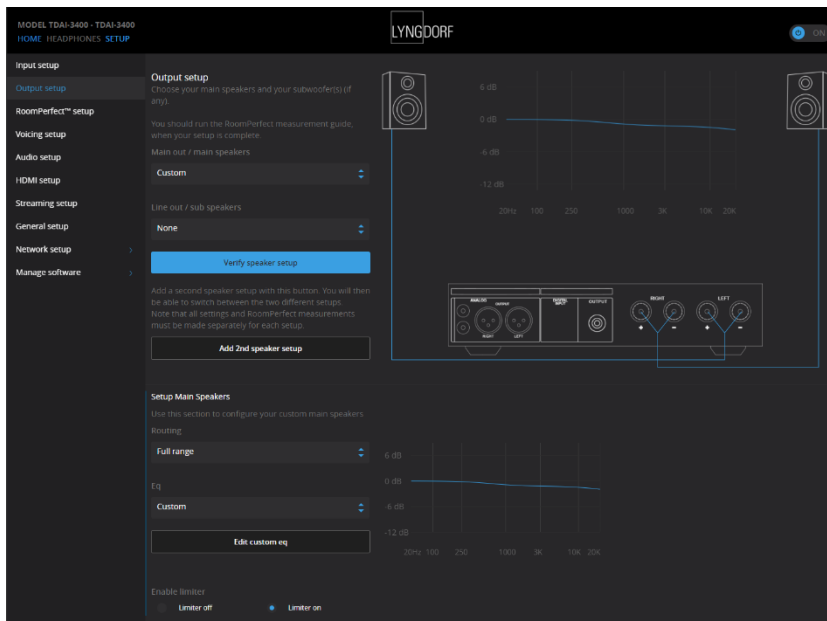 MODEL TDAI-3400 - TDAI-3400
HOME HEADPHONES SETUP
LYNGDORF
ON
Input setup
Output setup
RoomPerfect™ setup
Voicing setup
Audio setup
HDMI setup
Streaming setup
General setup
Network setup
Manage software
Output setup
Choose your main speakers and your subwoofer(s) (if
any).
You should run the RoomPerfect measurement guide,
when your setup is complete.
Main out / main speakers
Custom
Line out / sub speakers
None
Verify speaker setup
Add a second speaker setup with this button. You will then
be able to switch between the two different setups.
Note that all settings and RoomPerfect measurements
must be made separately for each setup.
Add 2nd speaker setup
6 dB
0 dB
-6 dB
-12 dB
20Hz 100 250 1000 3K 10K 20K
ANALOG
OUTPUT
RIGHT LEFT
DIGITAL
INPUT
OUTPUT
RIGHT LEFT
+ - + -
Setup Main Speakers
Use this section to configure your custom main speakers
Routing
Full range
Eq
Custom
Edit custom eq
6 dB
0 dB
-6 dB
-12 dB
20Hz 100 250 1000 3K 10K 20K
Enable limiter
Limiter off Limiter on